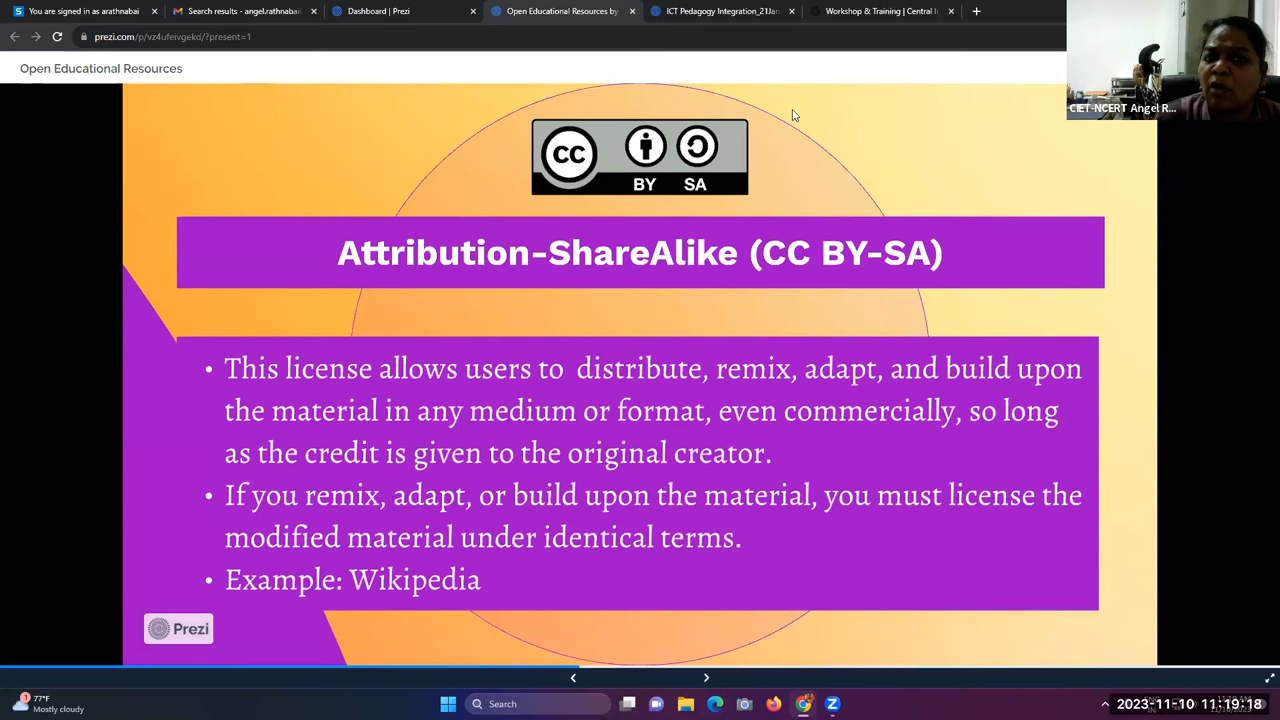 You are signed in as arathnabai
Search results - angel.rathnabai
Dashboard | Prezi
Open Educational Resources by
ICT Pedagogy Integration_21Jan
Workshop & Training | Central I
prezi.com/p/vz4ufeivgekd/?present=1
Open Educational Resources
CIET-NCERT Angel R...
CC
BY SA
Attribution-ShareAlike (CC BY-SA)
• This license allows users to distribute, remix, adapt, and build upon
the material in any medium or format, even commercially, so long
as the credit is given to the original creator.
• If you remix, adapt, or build upon the material, you must license the
modified material under identical terms.
• Example: Wikipedia
Prezi
1
77°F
Mostly cloudy
Search
2023-11-10 11:19:18